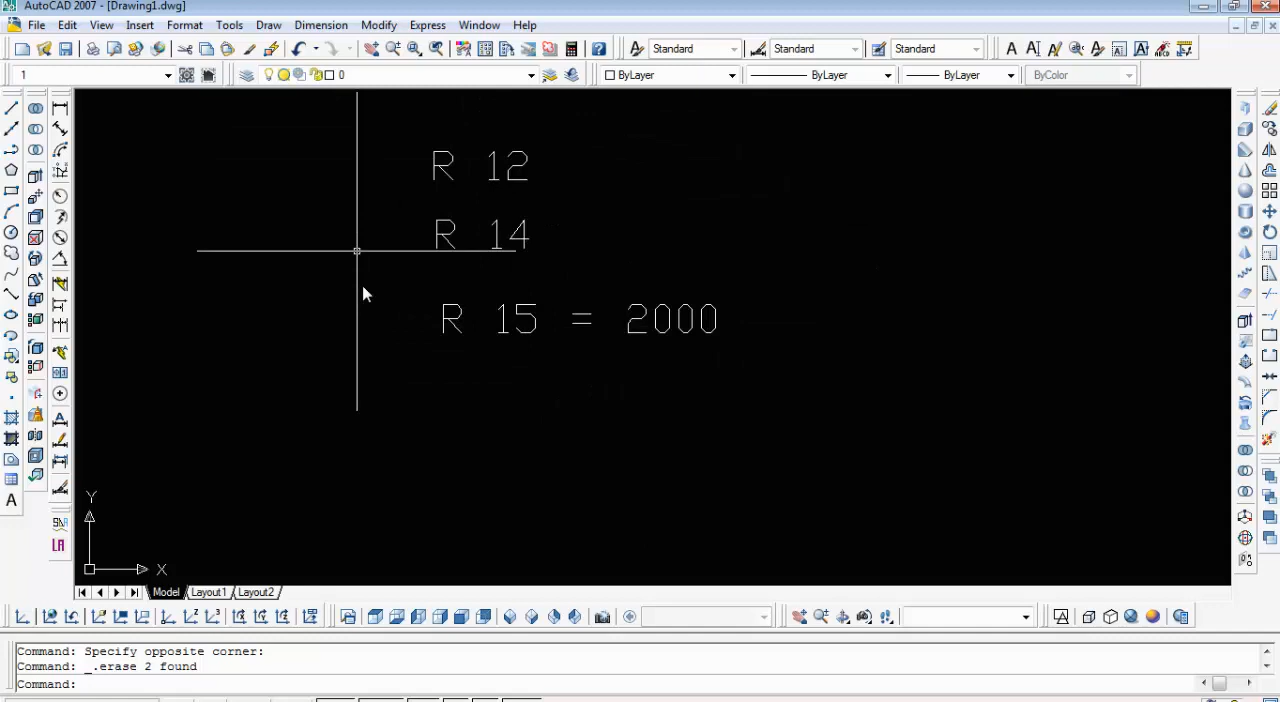 AutoCAD 2007 - [Drawing1.dwg]
File Edit View Insert Format Tools Draw Dimension Modify Express Window Help
Standard Standard Standard
1 0 ByLayer ByLayer ByLayer ByColor
R 12
R 14
R 15 = 2000
Y
X
Model Layout1 Layout2
Command: Specify opposite corner:
Command: _.erase 2 found
Command: